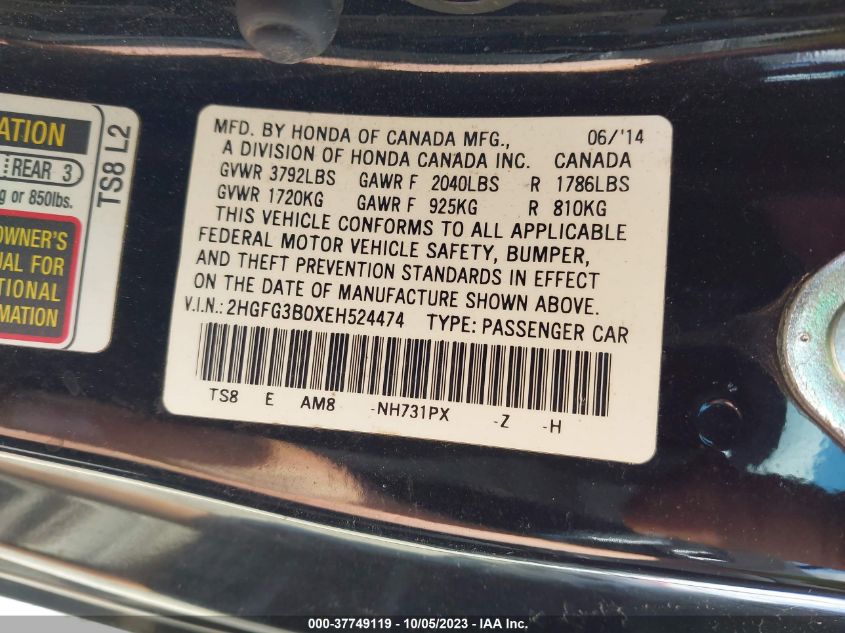 ATION
REAR 3
g or 850lbs.
OWNER'S
UAL FOR
TIONAL
RMATION
TS8 L2
MFD. BY HONDA OF CANADA MFG., 06/'14
A DIVISION OF HONDA CANADA INC. CANADA
GVWR 3792LBS GAWR F 2040LBS R 1786LBS
GVWR 1720KG GAWR F 925KG R 810KG
THIS VEHICLE CONFORMS TO ALL APPLICABLE
FEDERAL MOTOR VEHICLE SAFETY, BUMPER,
AND THEFT PREVENTION STANDARDS IN EFFECT
ON THE DATE OF MANUFACTURE SHOWN ABOVE.
V.I.N.: 2HGFG3B0XEH524474 TYPE: PASSENGER CAR
TS8 E AM8 -NH731PX -Z -H
000-37749119 - 10/05/2023 - IAA Inc.